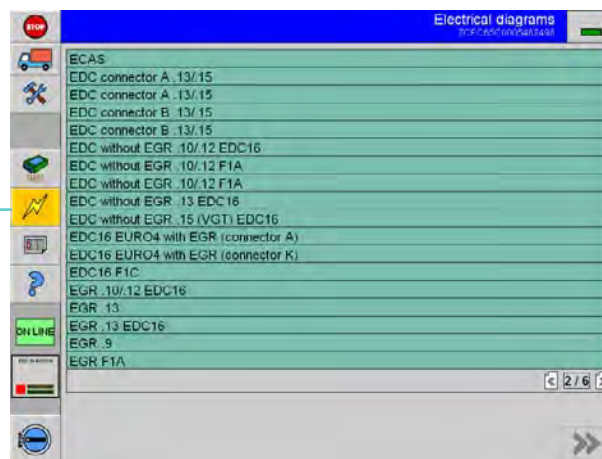 STOP
Electrical diagrams
ECAS
EDC connector A .13/.15
EDC connector A .13/.15
EDC connector B .13/.15
EDC connector B .13/.15
EDC without EGR .10/.12 EDC16
EDC without EGR .10/.12 F1A
EDC without EGR .10/.12 F1A
EDC without EGR .13 EDC16
EDC without EGR .15 (VGT) EDC16
EDC16 EURO4 with EGR (connector A)
EDC16 EURO4 with EGR (connector K)
EDC16 F1C
EGR .10/.12 EDC16
EGR .13
EGR .13 EDC16
EGR .9
EGR F1A
ON LINE
2 / 6